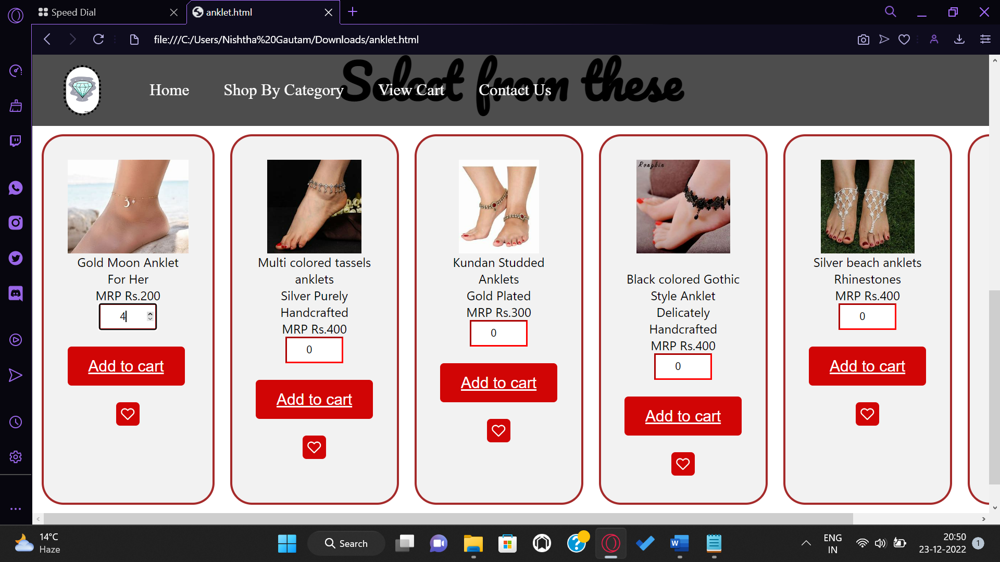 Speed Dial
anklet.html
file:///C:/Users/Nishtha%20Gautam/Downloads/anklet.html
Select from these
Home
Shop By Category
View Cart
Contact Us
Gold Moon Anklet
For Her
MRP Rs.200
4
Add to cart
Multi colored tassels
anklets
Silver Purely
Handcrafted
MRP Rs.400
0
Add to cart
Kundan Studded
Anklets
Gold Plated
MRP Rs.300
0
Add to cart
Rongbin
Black colored Gothic
Style Anklet
Delicately
Handcrafted
MRP Rs.400
0
Add to cart
Silver beach anklets
Rhinestones
MRP Rs.400
0
Add to cart
14°C
Haze
Search
W
ENG
IN
20:50
23-12-2022
1